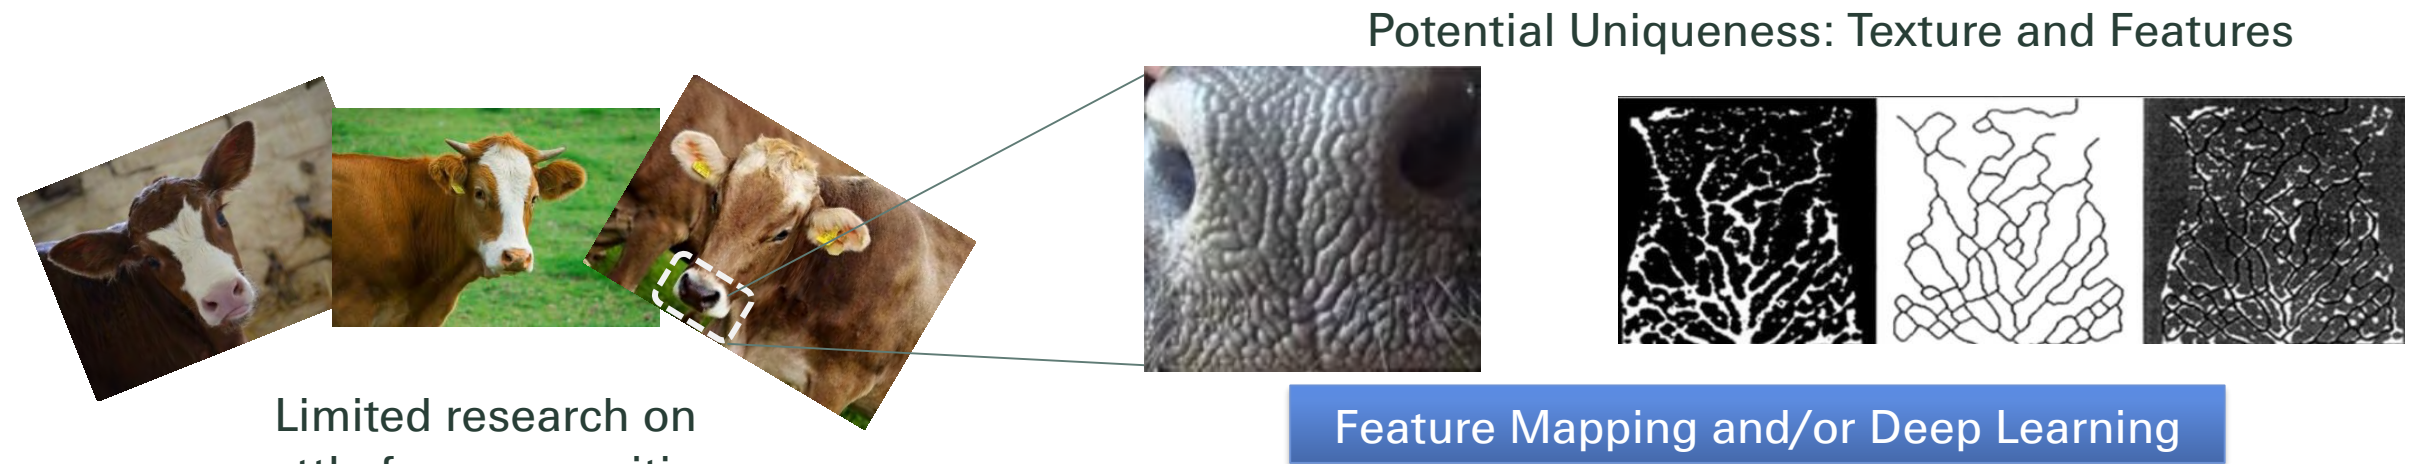 Potential Uniqueness: Texture and Features
Limited research on
Feature Mapping and/or Deep Learning